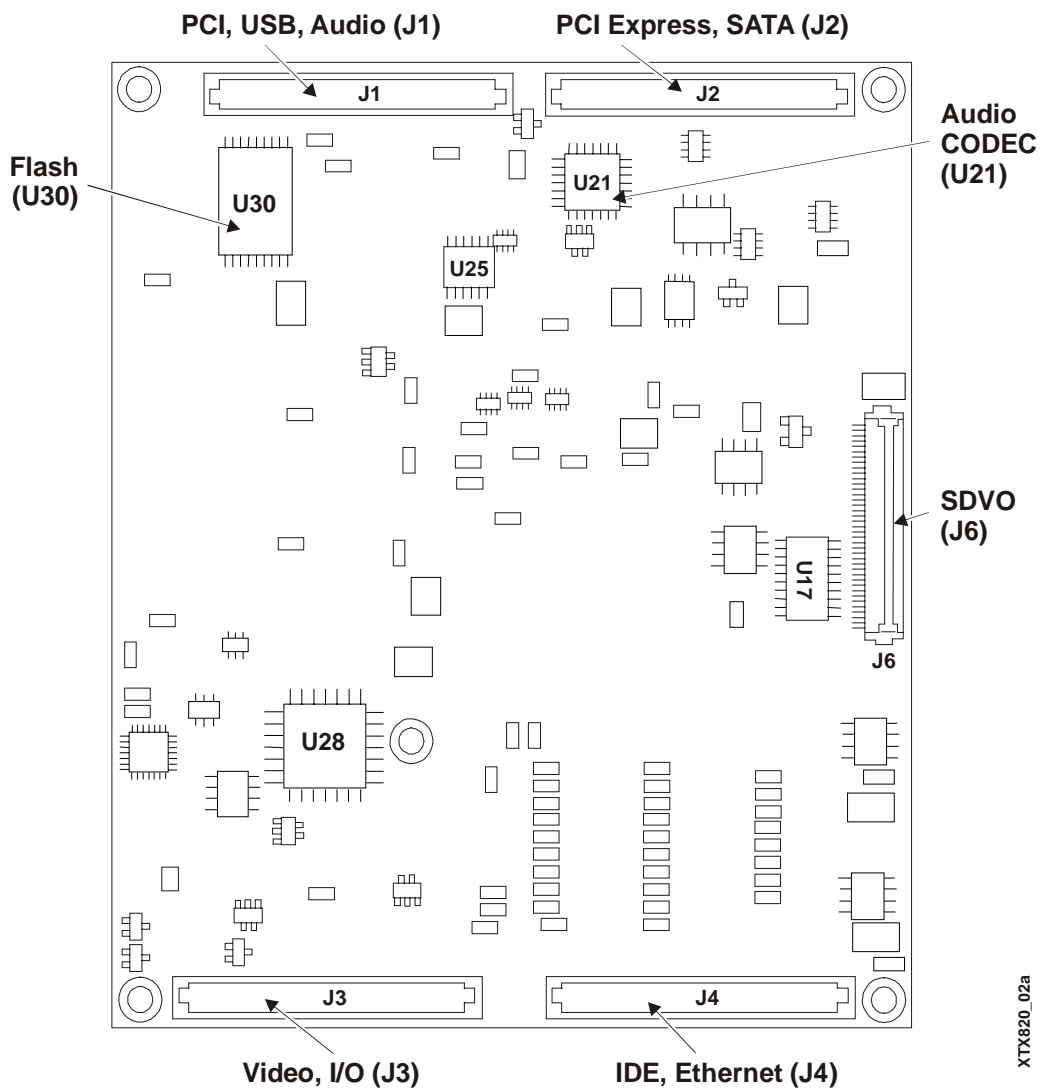 PCI, USB, Audio (J1)
PCI Express, SATA (J2)
J1
J2
Audio
CODEC
(U21)
Flash
(U30)
U30
U21
U25
SDVO
(J6)
U17
J6
U28
J3
J4
Video, I/O (J3)
IDE, Ethernet (J4)
XTX820_02a